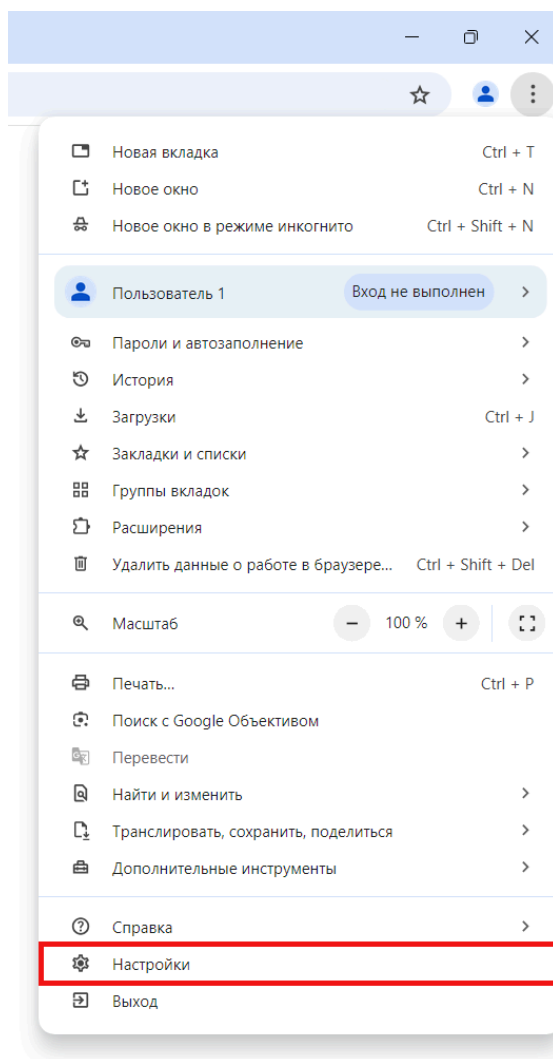 Новая вкладка Ctrl + T
Новое окно Ctrl + N
Новое окно в режиме инкогнито Ctrl + Shift + N
Пользователь 1 Вход не выполнен
Пароли и автозаполнение
История
Загрузки Ctrl + J
Закладки и списки
Группы вкладок
Расширения
Удалить данные о работе в браузере... Ctrl + Shift + Del
Масштаб − 100 % +
Печать... Ctrl + P
Поиск с Google Объективом
Перевести
Найти и изменить
Транслировать, сохранить, поделиться
Дополнительные инструменты
Справка
Настройки
Выход